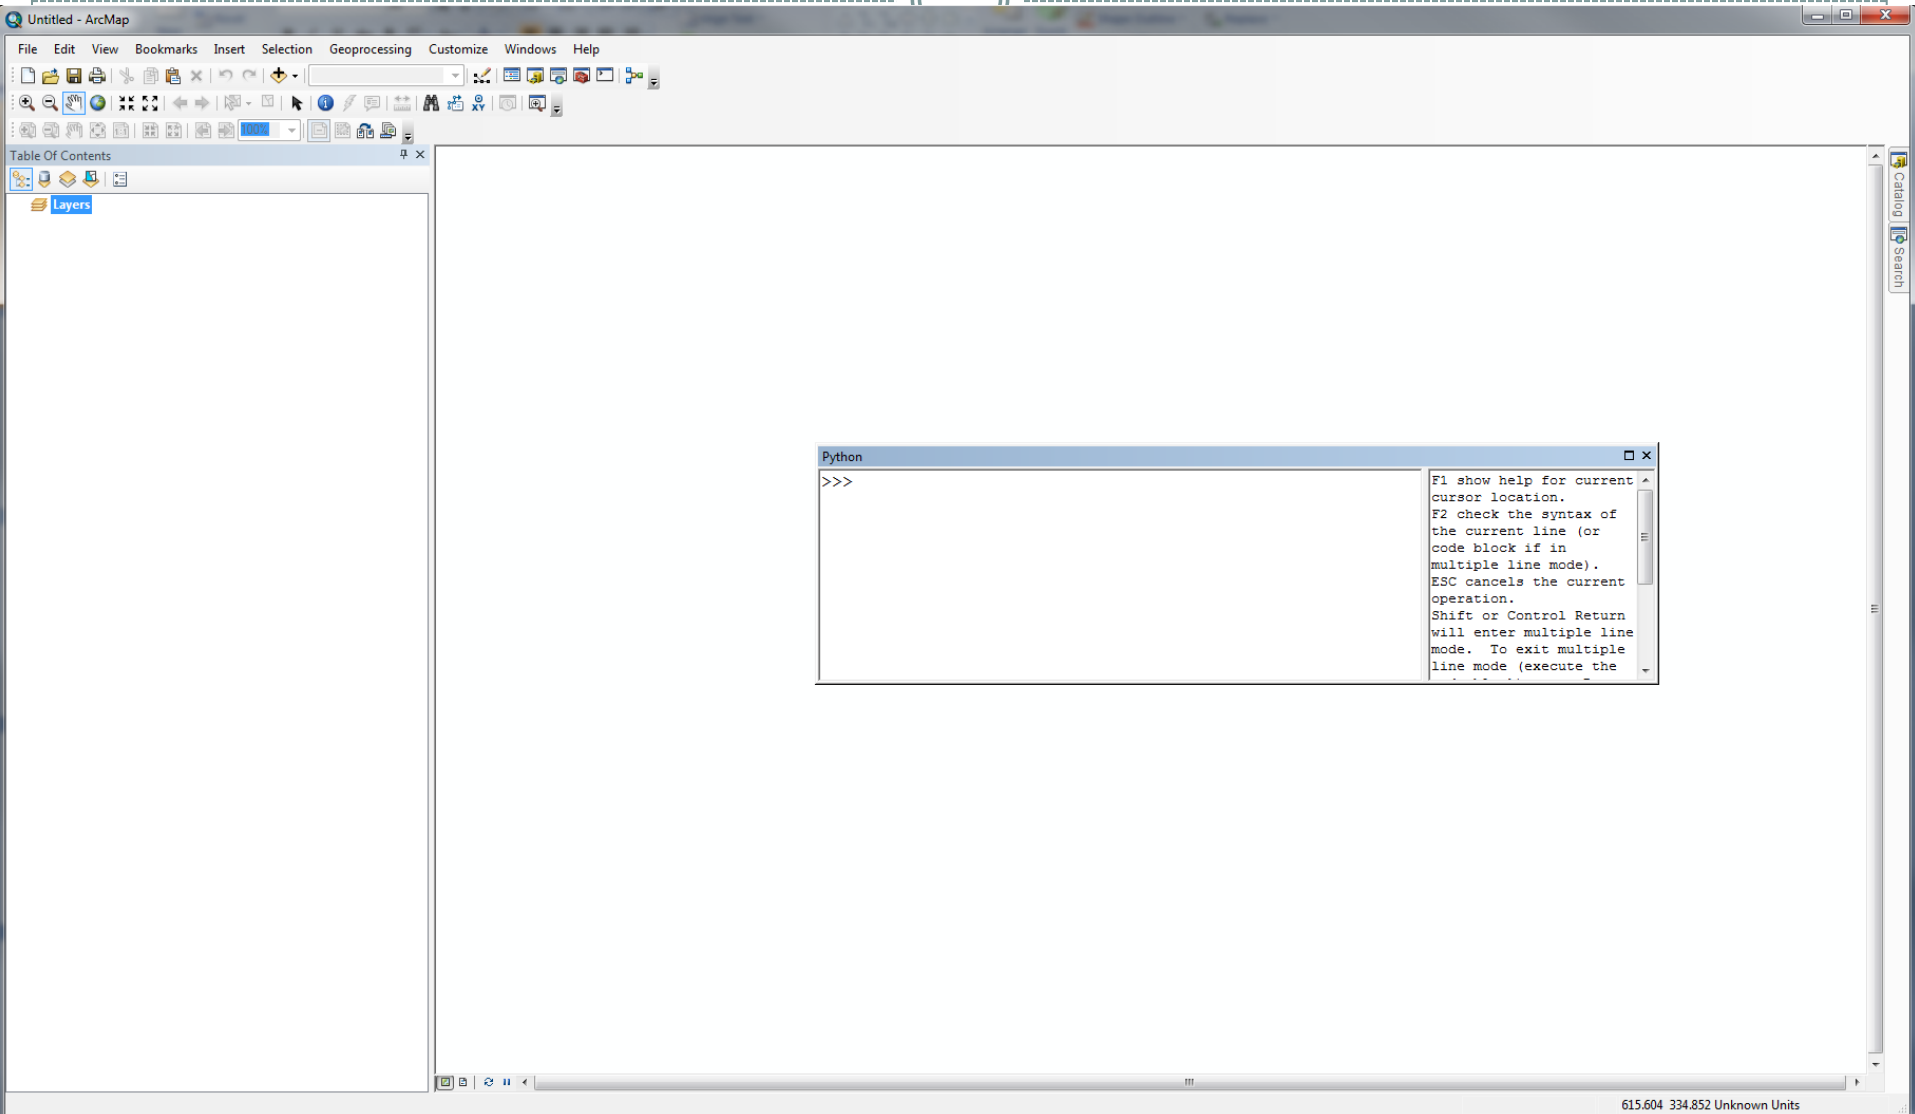 Untitled - ArcMap
File Edit View Bookmarks Insert Selection Geoprocessing Customize Windows Help
100%
Table Of Contents
Layers
Catalog
Search
Python
>>>
F1 show help for current
cursor location.
F2 check the syntax of
the current line (or
code block if in
multiple line mode).
ESC cancels the current
operation.
Shift or Control Return
will enter multiple line
mode.  To exit multiple
line mode (execute the
615.604 334.852 Unknown Units